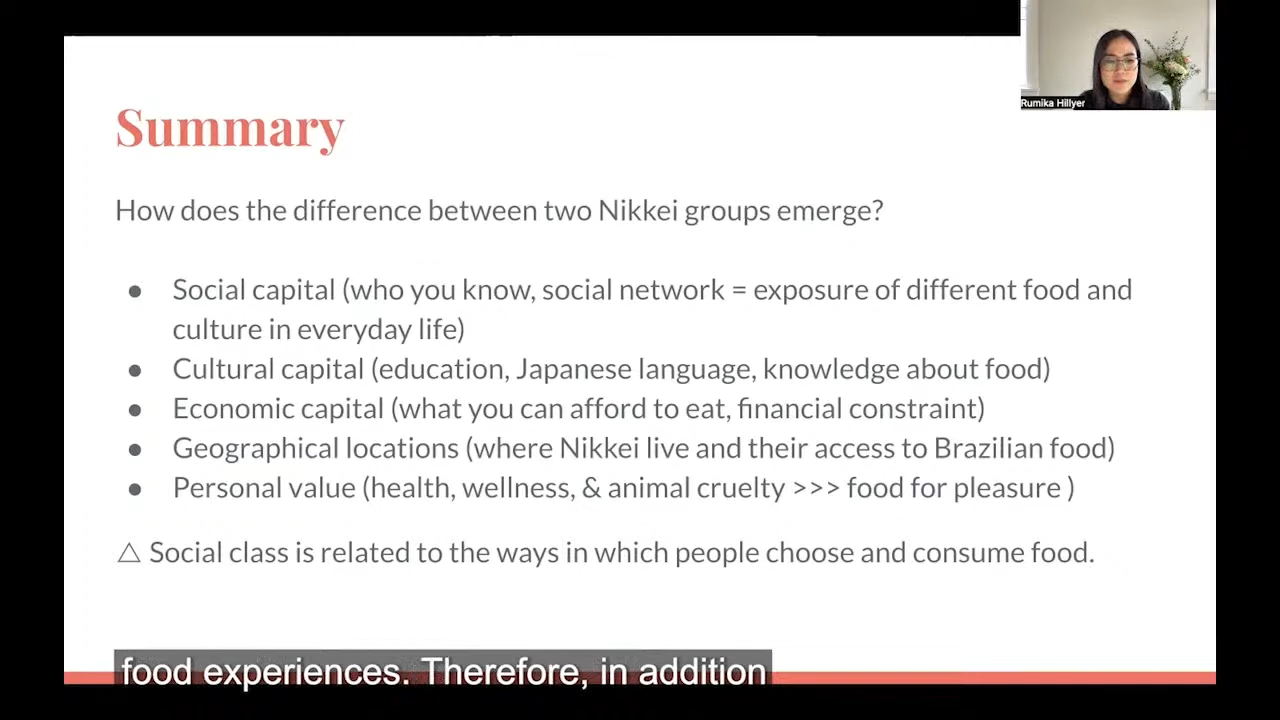 Rumika Hillyer
Summary
How does the difference between two Nikkei groups emerge?
● Social capital (who you know, social network = exposure of different food and
culture in everyday life)
● Cultural capital (education, Japanese language, knowledge about food)
● Economic capital (what you can afford to eat, financial constraint)
● Geographical locations (where Nikkei live and their access to Brazilian food)
● Personal value (health, wellness, & animal cruelty >>> food for pleasure )
△ Social class is related to the ways in which people choose and consume food.
food experiences. Therefore, in addition